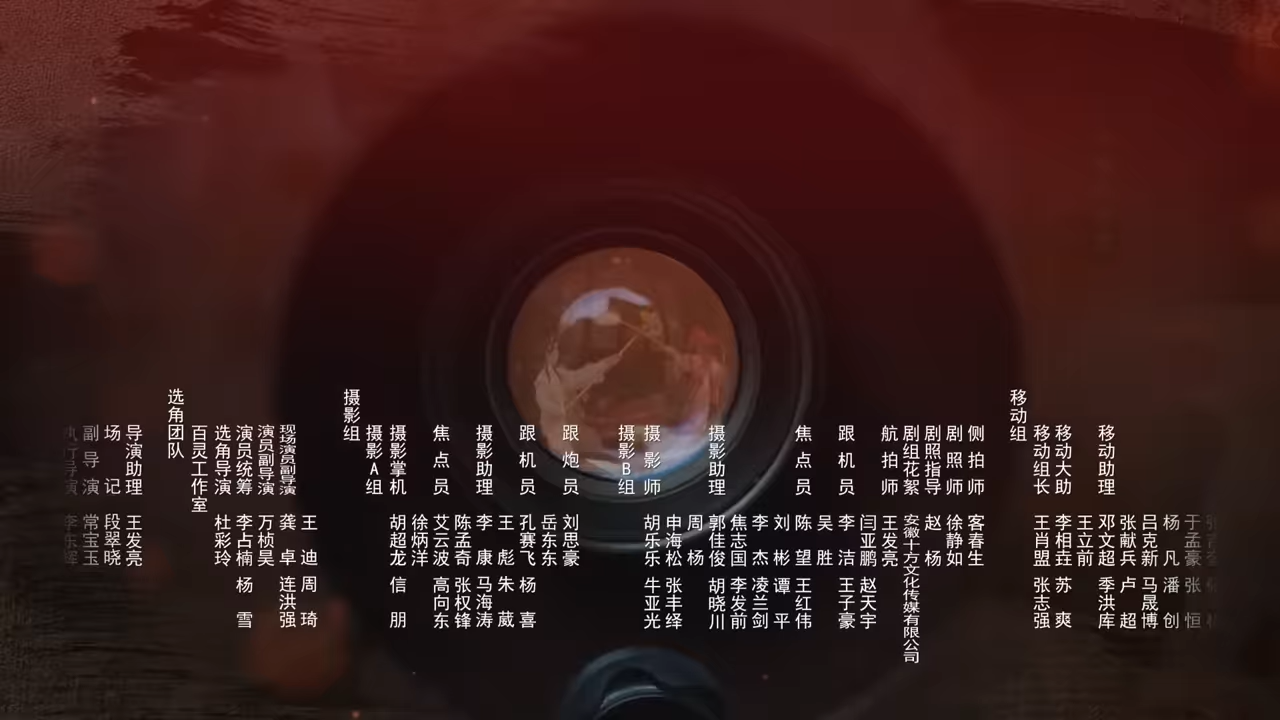 执行导演 李东辉
副导演 常宝玉
场记 段翠晓
导演助理 王发亮
选角团队
百灵工作室
选角导演 杜彩玲
演员统筹 李占楠 杨雪
演员副导演 万桢昊
现场演员副导演 龚卓 连洪强
王迪 周琦
摄影组
摄影A组
摄影掌机 胡超龙 信朋
徐炳洋
焦点员 艾云波 高向东
陈孟奇 张权锋
摄影助理 李康 马海涛
王彪 朱葳
跟机员 孔赛飞 杨喜
岳东东
跟炮员 刘思豪
摄影B组
摄影师 胡乐乐 牛亚光
申海松 张丰绎
周杨
摄影助理 郭佳俊 胡晓川
焦志国 李发前
李杰 凌兰剑
刘彬 谭平
焦点员 陈望 王红伟
吴胜
跟机员 李洁 王子豪
闫亚鹏 赵天宇
航拍师 王发亮
剧组花絮 安徽十方文化传媒有限公司
剧照指导 赵杨
剧照师 徐静如
侧拍师 客春生
移动组
移动组长 王肖盟 张志强
移动大助 李相垚 苏爽
王立前
移动助理 邓文超 季洪库
张献兵 卢超
吕克新 马晟博
杨凡 潘创
于孟豪 张恒